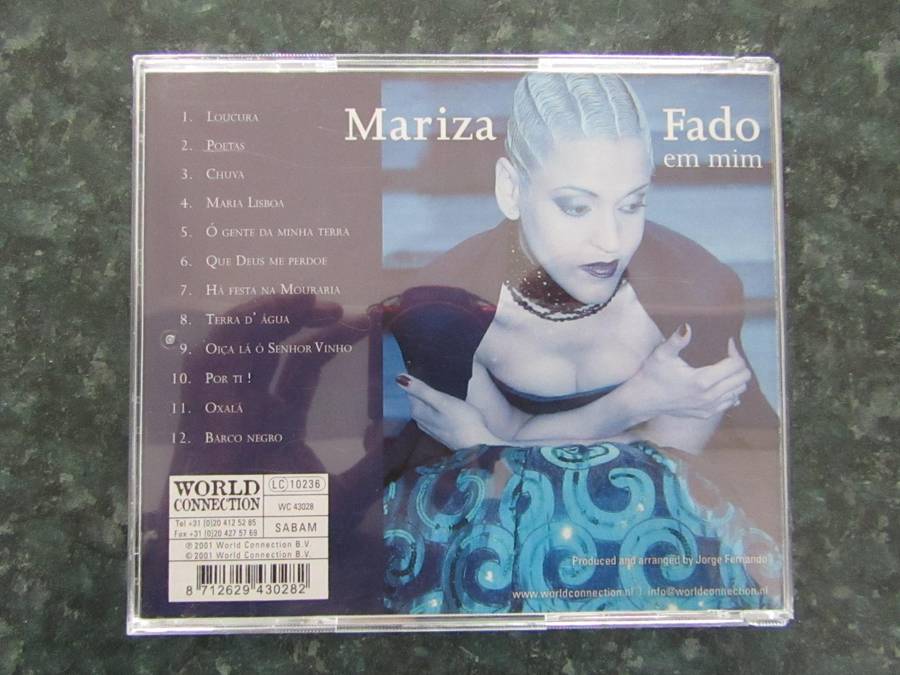 Mariza Fado
em mim
1. Loucura
2. Poetas
3. Chuva
4. Maria Lisboa
5. Ó gente da minha terra
6. Que Deus me perdoe
7. Há festa na Mouraria
8. Terra d' água
9. Oiça lá ó Senhor Vinho
10. Por ti !
11. Oxalá
12. Barco negro
WORLD
CONNECTION
LC 10236
WC 43028
SABAM
Tel +31 (0)20 412 52 85
Fax +31 (0)20 427 57 69
℗ 2001 World Connection B.V.
© 2001 World Connection B.V.
8 712629 430282
Produced and arranged by Jorge Fernando
www.worldconnection.nl | info@worldconnection.nl